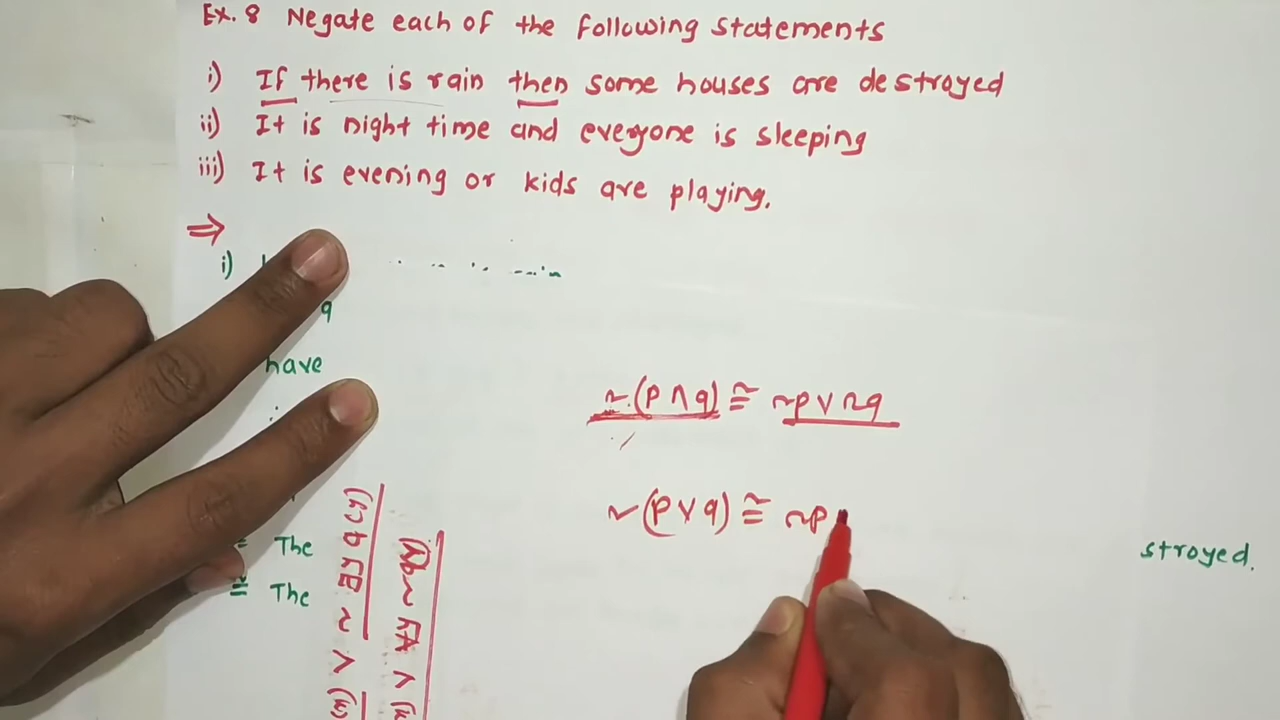 Ex. 8 Negate each of the following statements
i) If there is rain then some houses are destroyed
ii) It is night time and everyone is sleeping
iii) It is evening or kids are playing.
⇒
i)
q
have
~(p ∧ q) ≅ ~p ∨ ~q
~(p ∨ q) ≅ ~p
≅ The stroyed.
≅ The